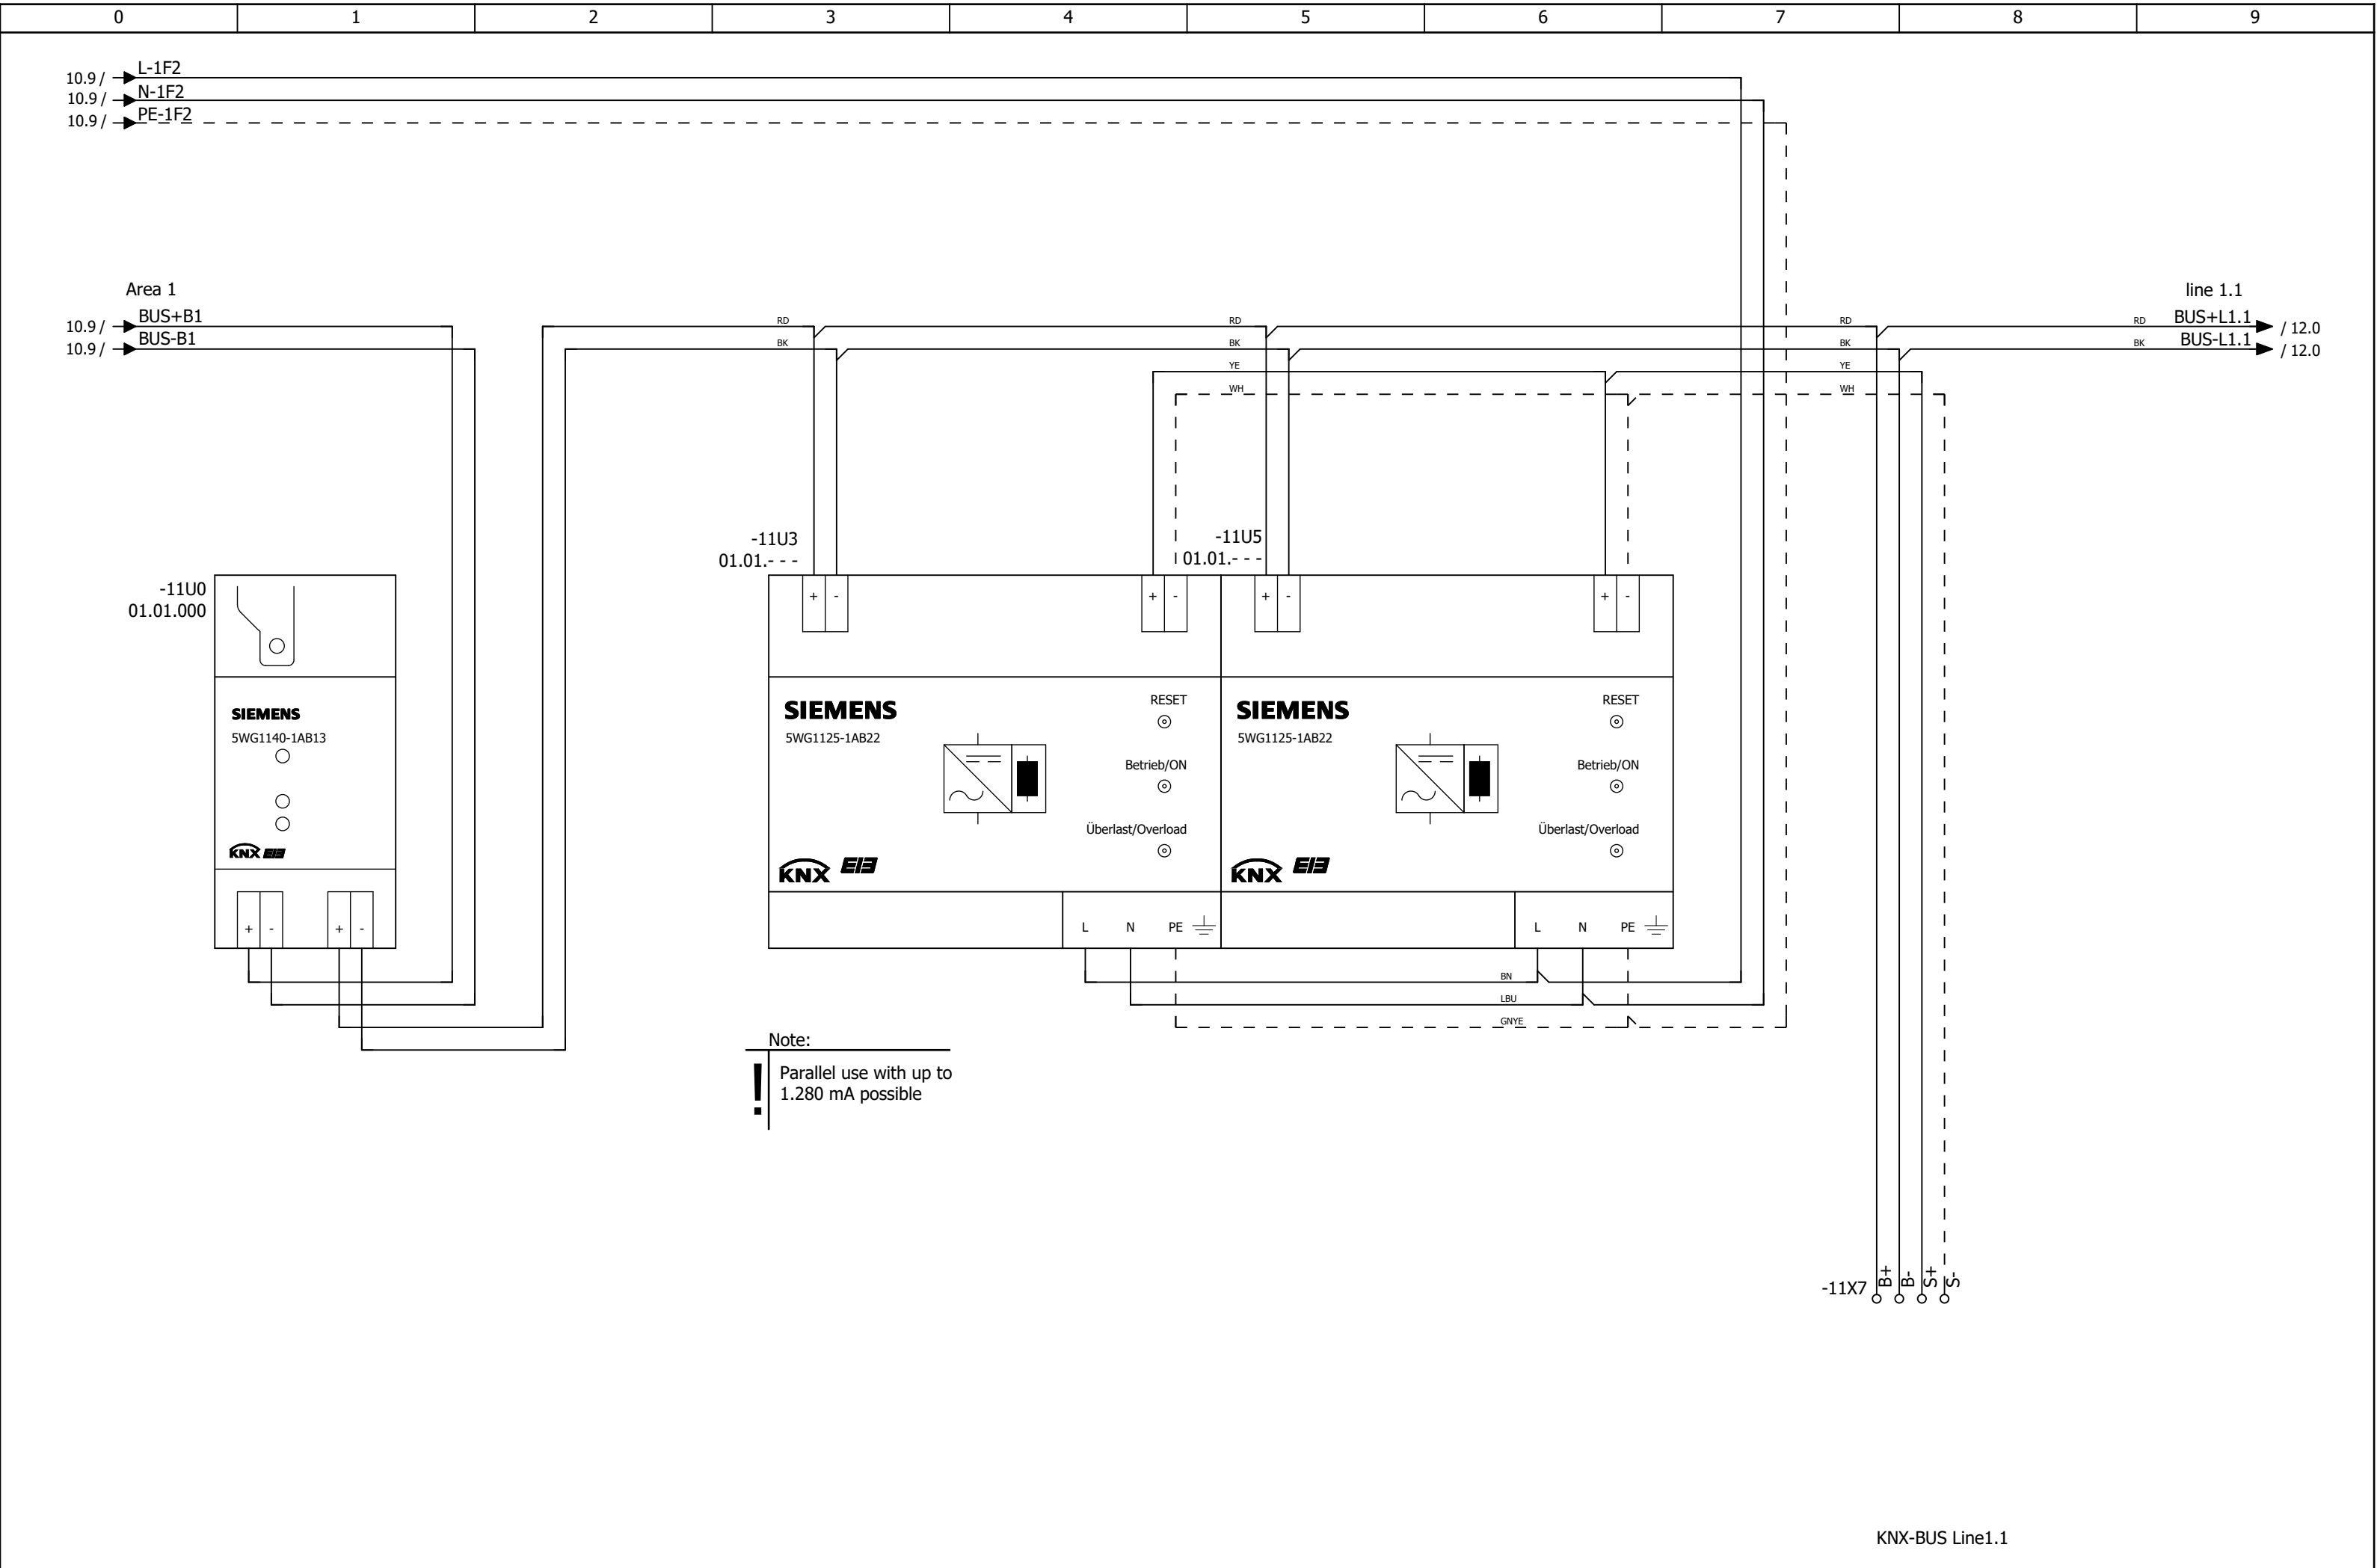 0 1 2 3 4 5 6 7 8 9
10.9 / L-1F2
10.9 / N-1F2
10.9 / PE-1F2
Area 1
line 1.1
10.9 / BUS+B1
RD RD RD RD BUS+L1.1 / 12.0
10.9 / BUS-B1
BK BK BK BK BUS-L1.1 / 12.0
YE YE
WH WH
-11U3
01.01.- - -
-11U5
01.01.- - -
-11U0
01.01.000
+ - + - + - + -
SIEMENS
5WG1140-1AB13
KNX EIB
+ - + -
SIEMENS
5WG1125-1AB22
RESET
Betrieb/ON
Überlast/Overload
KNX EIB
L N PE
SIEMENS
5WG1125-1AB22
RESET
Betrieb/ON
Überlast/Overload
KNX EIB
L N PE
BN
LBU
GNYE
Note:
! Parallel use with up to
1.280 mA possible
-11X7 B+ B- S+ S-
KNX-BUS Line1.1